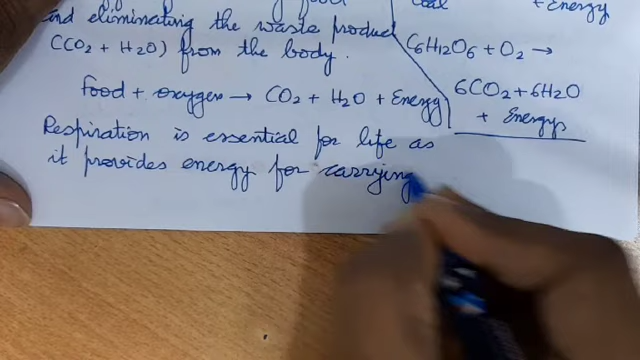 Coal
+ Energy
and eliminating the waste product
(CO2 + H2O) from the body.
C6H12O6 + O2 →
6CO2 + 6H2O
+ Energy
food + oxygen → CO2 + H2O + Energy
Respiration is essential for life as
it provides energy for carrying